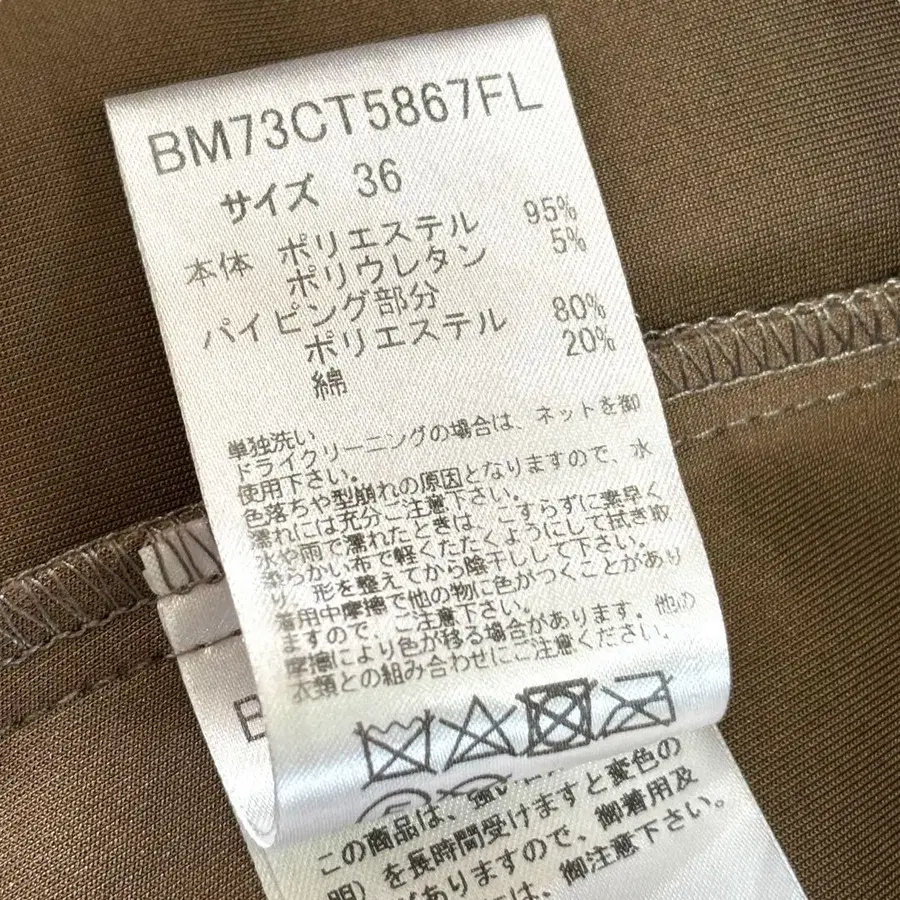 BM73CT5867FL
サイズ 36
本体 ポリエステル 95%
ポリウレタン 5%
パイピング部分
ポリエステル 80%
綿 20%
単独洗い
ドライクリーニングの場合は、ネットを御
使用下さい。
色落ちや型崩れの原因となりますので、水
濡れには充分ご注意下さい。
水や雨で濡れたときは、こすらずに素早く
柔らかい布で軽くたたくようにして拭き取
り、形を整えてから陰干しして下さい。
着用中摩擦で他の物に色がつくことがあり
ますので、ご注意下さい。
摩擦により色が移る場合があります。他の
衣類との組み合わせにご注意ください。
B
この商品は、
を長時間受けますと変色の
がありますので、御着用及
は、御注意下さい。